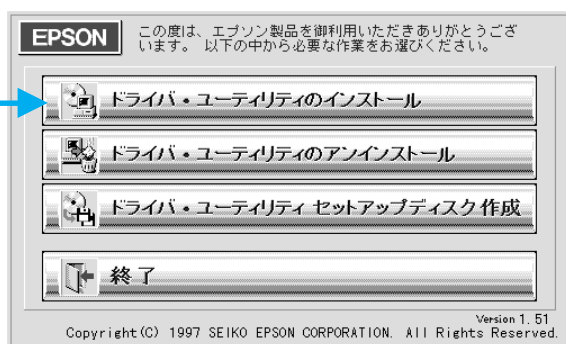 EPSON
この度は、エプソン製品を御利用いただきありがとうござ
います。 以下の中から必要な作業をお選びください。
ドライバ・ユーティリティのインストール
ドライバ・ユーティリティのアンインストール
ドライバ・ユーティリティ セットアップディスク作成
終了
Version 1.51
Copyright(C) 1997 SEIKO EPSON CORPORATION. All Rights Reserved.